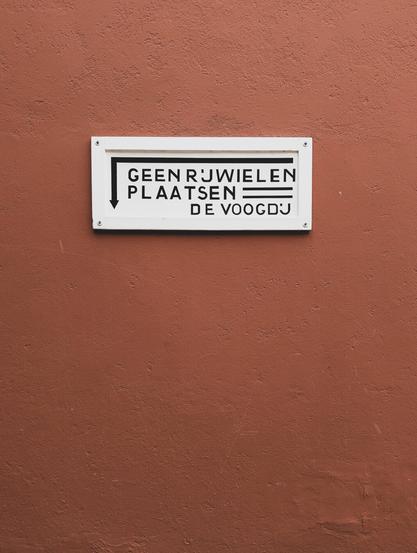 GEEN RIJWIELEN
PLAATSEN
DE VOOGDIJ